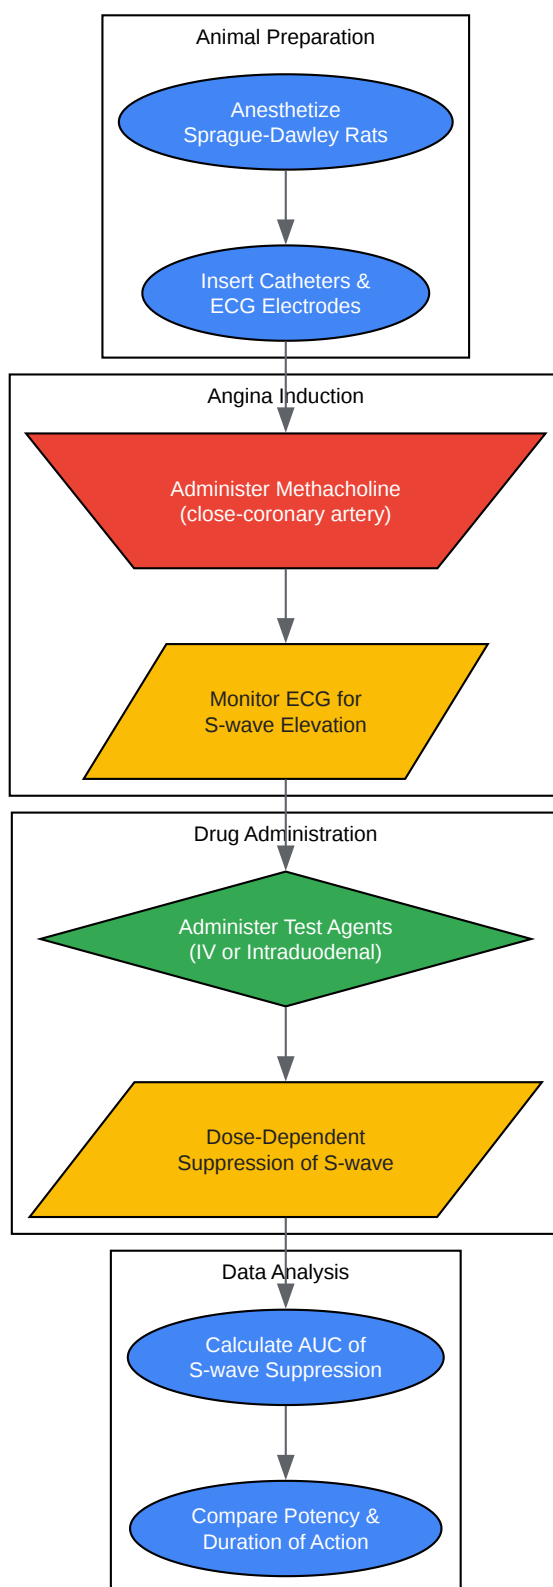 Animal Preparation
Anesthetize
Sprague-Dawley Rats
Insert Catheters &
ECG Electrodes
Angina Induction
Administer Methacholine
(close-coronary artery)
Monitor ECG for
S-wave Elevation
Drug Administration
Administer Test Agents
(IV or Intraduodenal)
Dose-Dependent
Suppression of S-wave
Data Analysis
Calculate AUC of
S-wave Suppression
Compare Potency &
Duration of Action